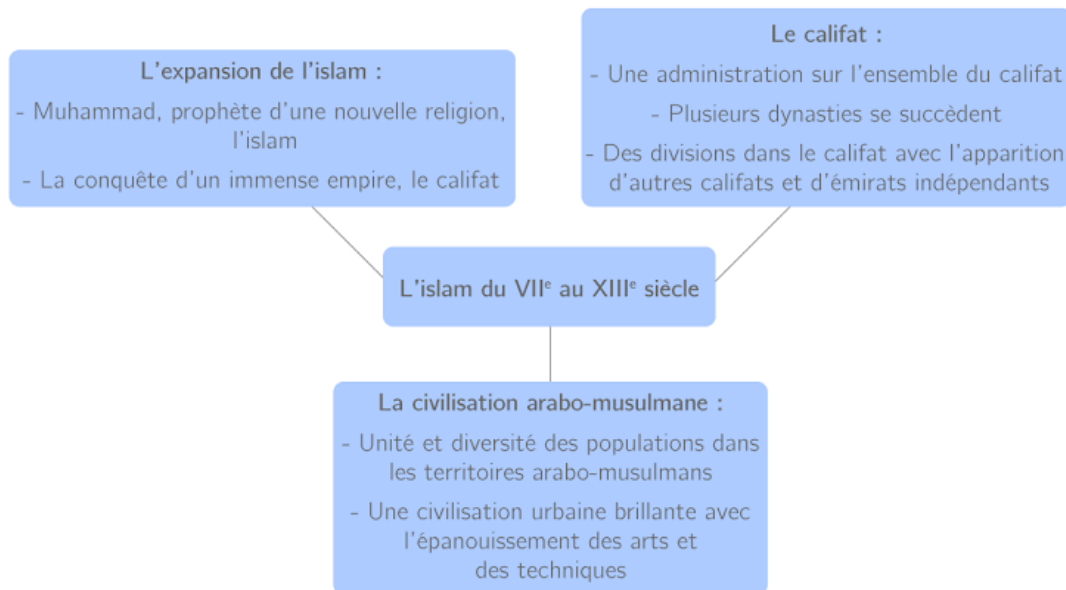 L'expansion de l'islam :
- Muhammad, prophète d'une nouvelle religion,
l'islam
- La conquête d'un immense empire, le califat
Le califat :
- Une administration sur l'ensemble du califat
- Plusieurs dynasties se succèdent
- Des divisions dans le califat avec l'apparition
d'autres califats et d'émirats indépendants
L'islam du VIIᵉ au XIIIᵉ siècle
La civilisation arabo-musulmane :
- Unité et diversité des populations dans
les territoires arabo-musulmans
- Une civilisation urbaine brillante avec
l'épanouissement des arts et
des techniques